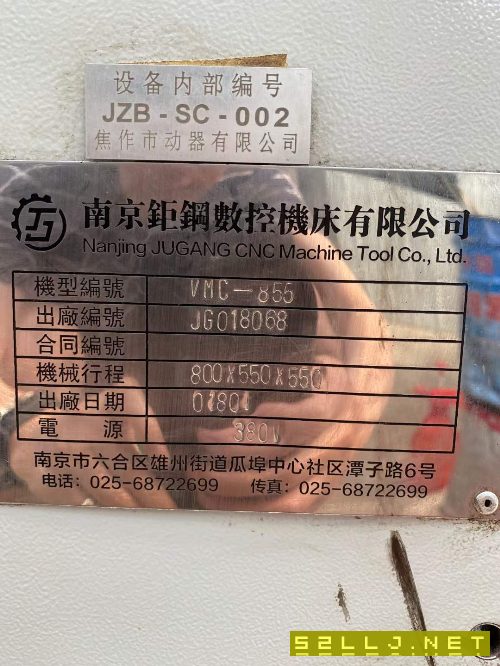 设备内部编号
JZB-SC-002
焦作市动器有限公司
南京鉅鋼數控機床有限公司
Nanjing JUGANG CNC Machine Tool Co., Ltd.
機型編號 VMC-855
出廠編號 JG018068
合同編號
機械行程 800X550X550
出廠日期
電 源 380V
南京市六合区雄州街道瓜埠中心社区潭子路6号
电话: 025-68722699 传真: 025-68722699
52LLJ.NET